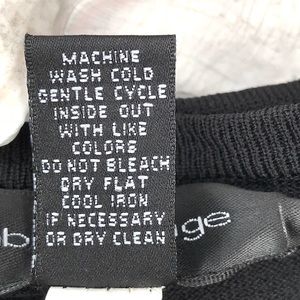 MACHINE
WASH COLD
GENTLE CYCLE
INSIDE OUT
WITH LIKE
COLORS
DO NOT BLEACH
DRY FLAT
COOL IRON
IF NECESSARY
OR DRY CLEAN